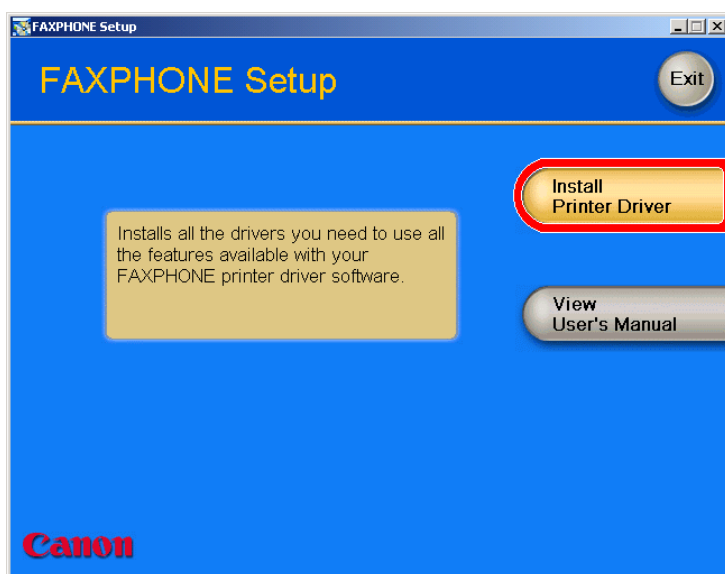 FAXPHONE Setup
FAXPHONE Setup
Exit
Install
Printer Driver
Installs all the drivers you need to use all
the features available with your
FAXPHONE printer driver software.
View
User's Manual
Canon